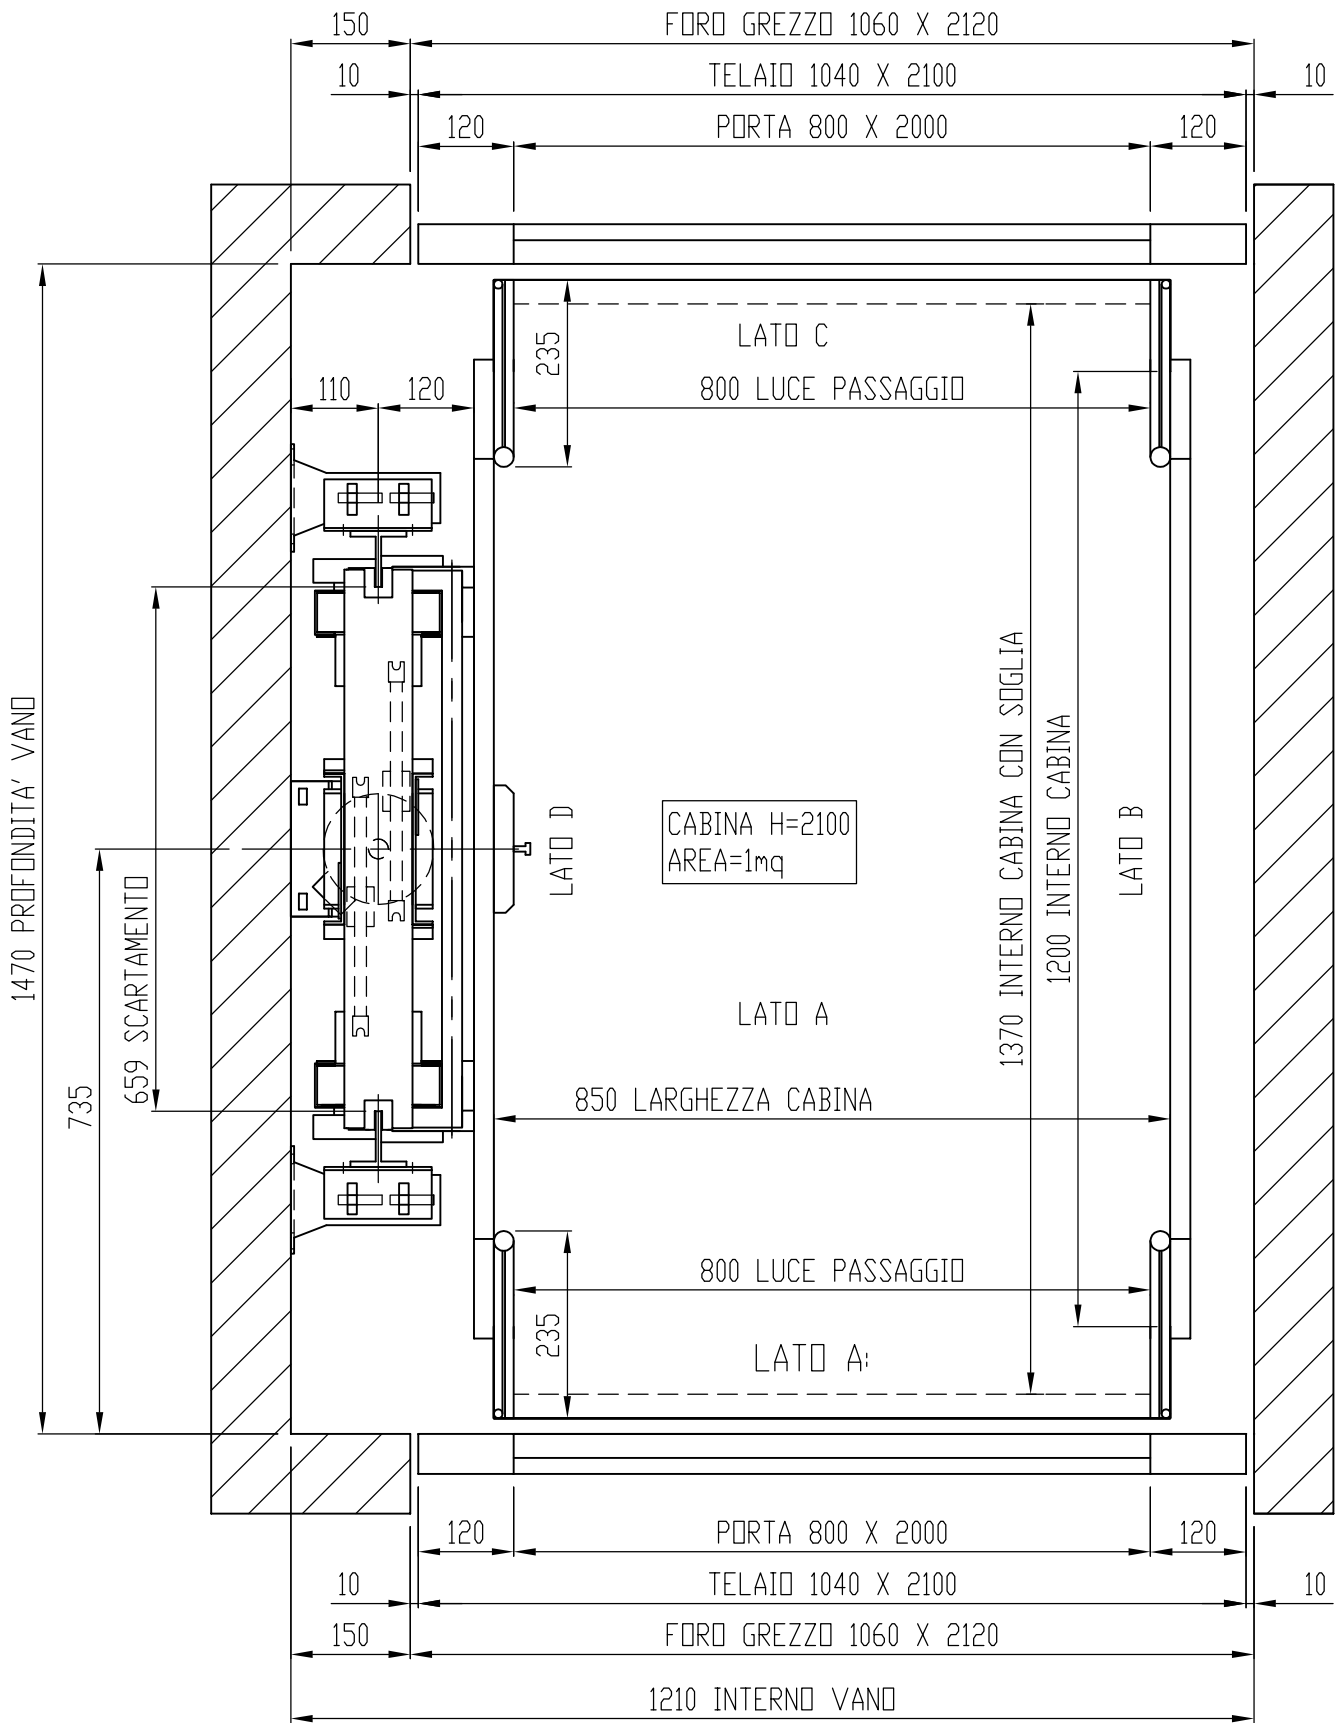 150
FORO GREZZO 1060 X 2120
10
TELAIO 1040 X 2100
10
120
PORTA 800 X 2000
120
235
LATO C
110
120
800 LUCE PASSAGGIO
1470 PROFONDITA' VANO
735
659 SCARTAMENTO
LATO D
CABINA H=2100
AREA=1mq
1370 INTERNO CABINA CON SOGLIA
1200 INTERNO CABINA
LATO B
LATO A
850 LARGHEZZA CABINA
800 LUCE PASSAGGIO
235
LATO A:
120
PORTA 800 X 2000
120
10
TELAIO 1040 X 2100
10
150
FORO GREZZO 1060 X 2120
1210 INTERNO VANO